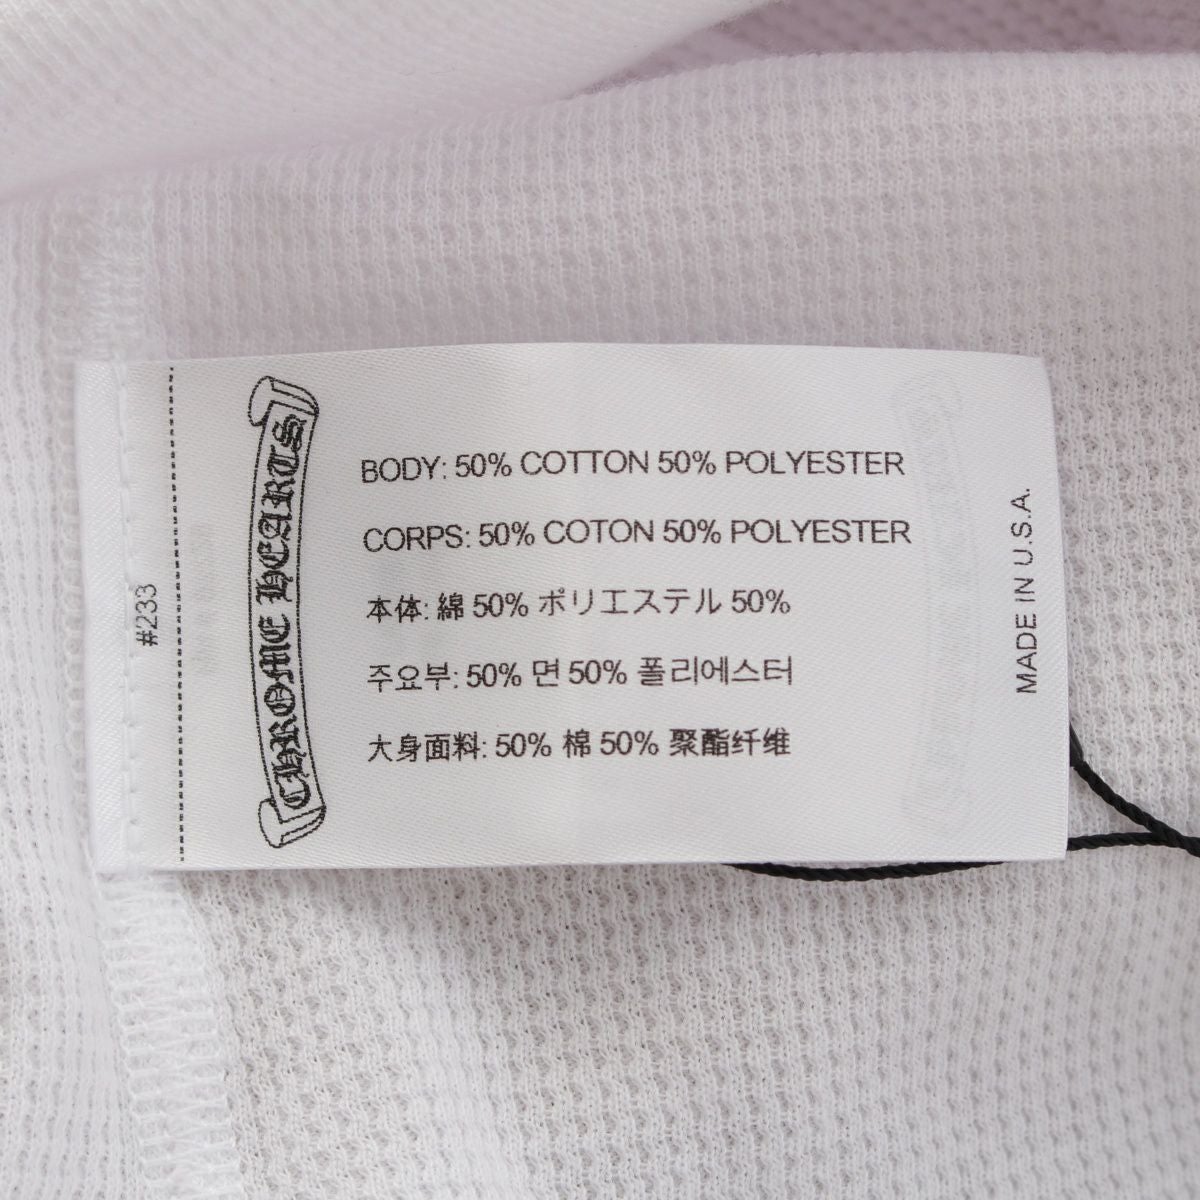 #233
CHROME HEARTS
BODY: 50% COTTON 50% POLYESTER
CORPS: 50% COTON 50% POLYESTER
本体: 綿 50% ポリエステル 50%
주요부: 50% 면 50% 폴리에스터
大身面料: 50% 棉 50% 聚酯纤维
MADE IN U.S.A.